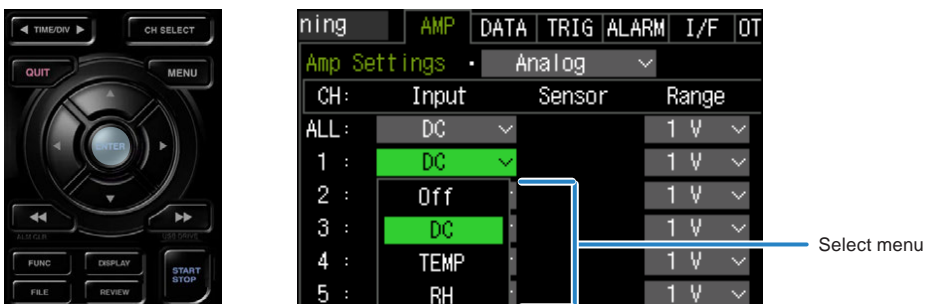 ◀ TIME/DIV ▶
CH SELECT
QUIT
MENU
ENTER
ALM CLR
USB DRIVE
FUNC
DISPLAY
START
STOP
FILE
REVIEW
ning AMP DATA TRIG ALARM I/F OT
Amp Settings · Analog
CH: Input Sensor Range
ALL: DC 1 V
1 : DC 1 V
2 : Off 1 V
3 : DC 1 V
4 : TEMP 1 V
5 : RH 1 V
Select menu